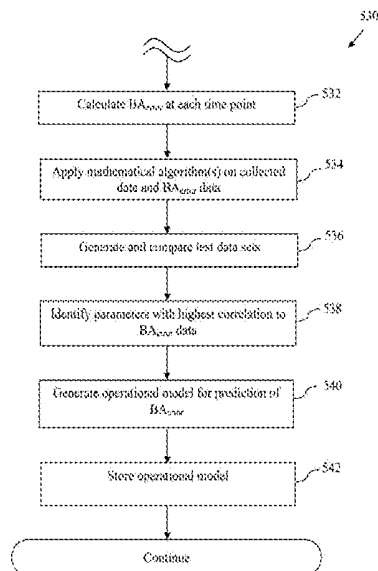 530
Calculate BAerror at each time point
532
Apply mathematical algorithm(s) on collected
data and BAerror data
534
Generate and compare test data sets
536
Identify parameters with highest correlation to
BAerror data
538
Generate operational model for prediction of
BAerror
540
Store operational model
542
Continue